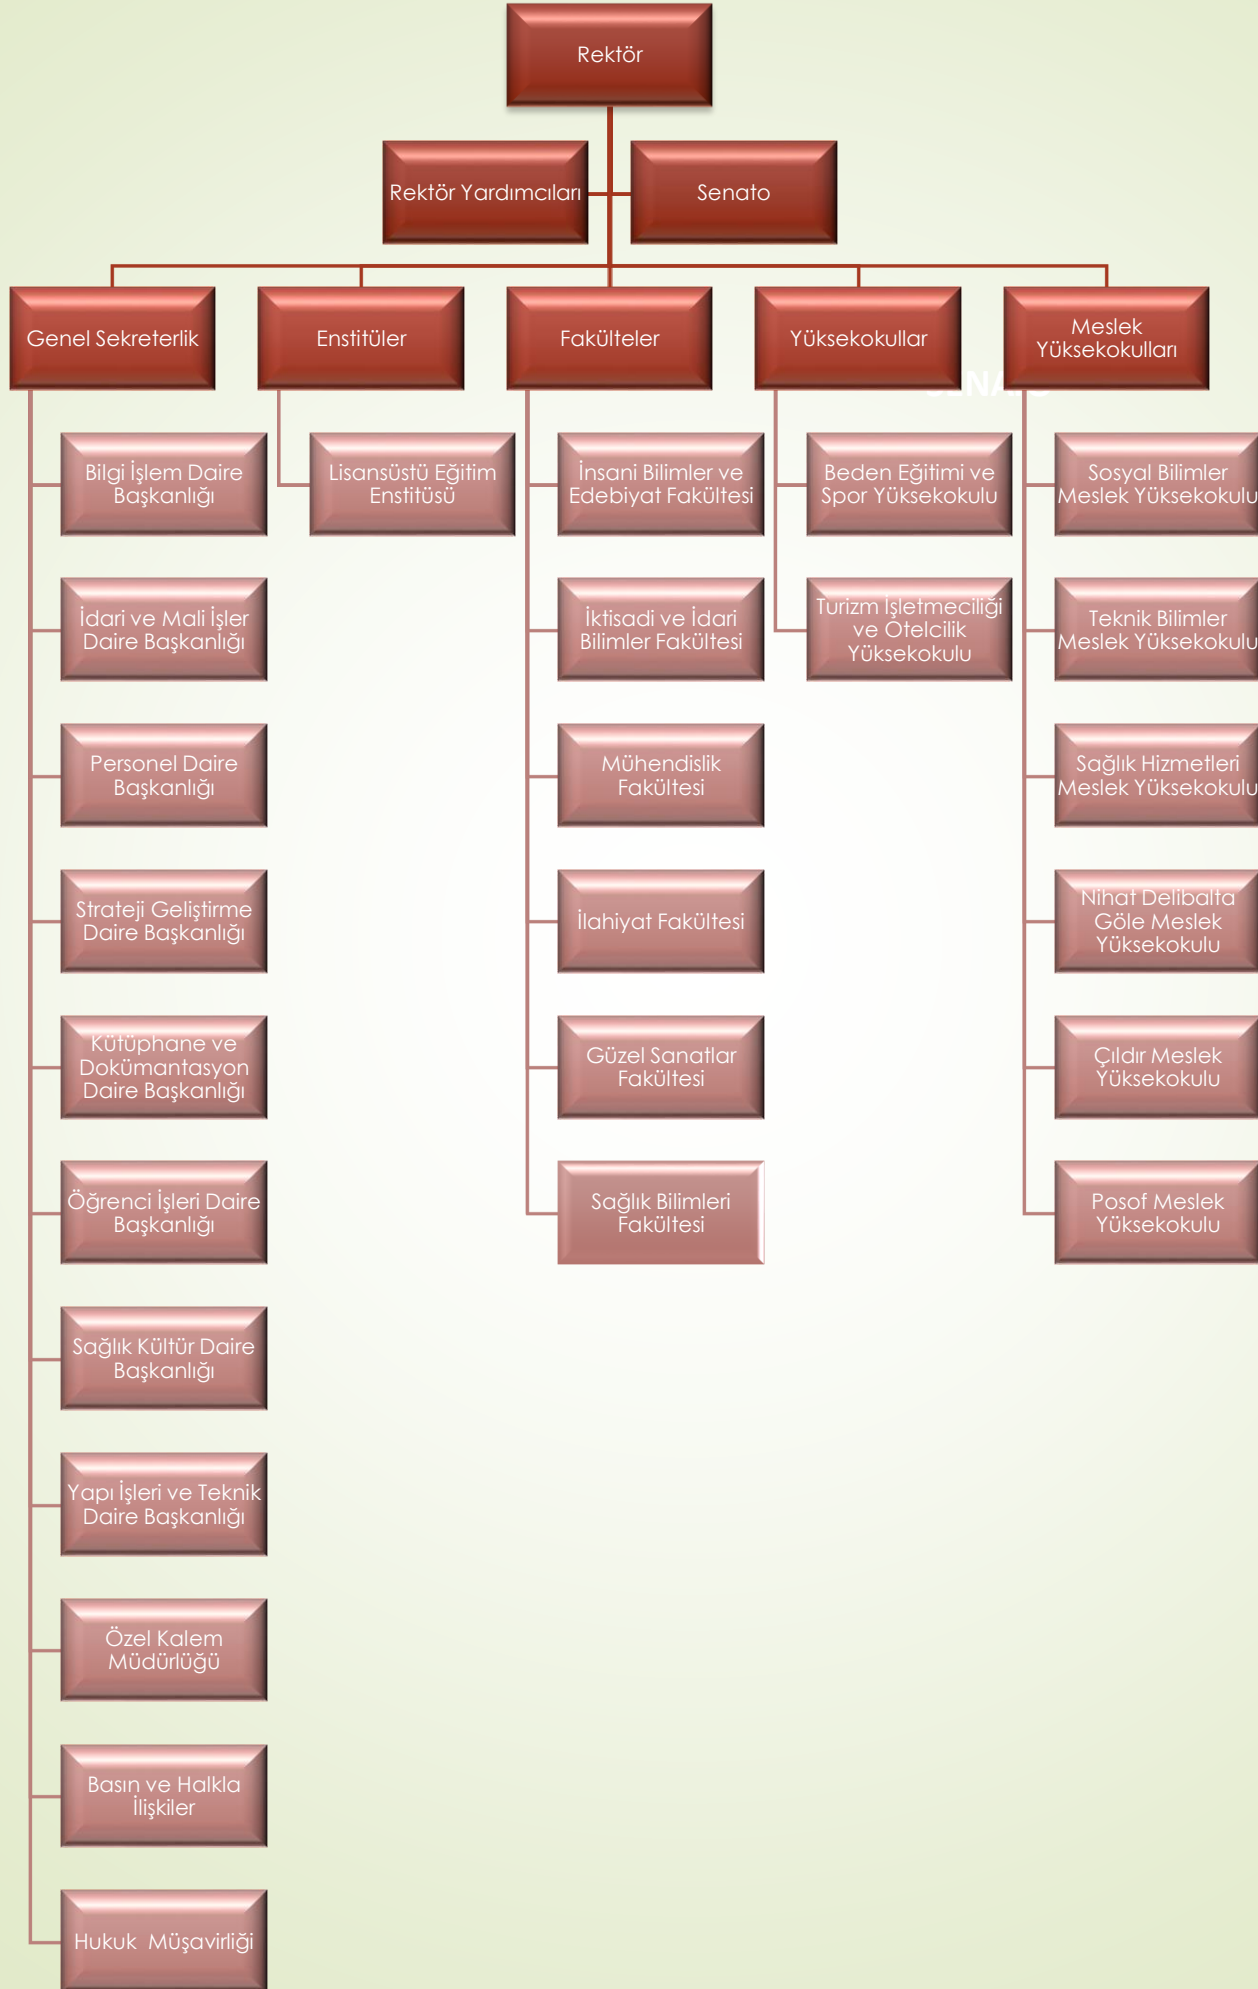 Rektör
Rektör Yardımcıları
Senato
Genel Sekreterlik
Enstitüler
Fakülteler
Yüksekokullar
Meslek
Yüksekokulları
Bilgi İşlem Daire
Başkanlığı
İdari ve Mali İşler
Daire Başkanlığı
Personel Daire
Başkanlığı
Strateji Geliştirme
Daire Başkanlığı
Kütüphane ve
Dokümantasyon
Daire Başkanlığı
Öğrenci İşleri Daire
Başkanlığı
Sağlık Kültür Daire
Başkanlığı
Yapı İşleri ve Teknik
Daire Başkanlığı
Özel Kalem
Müdürlüğü
Basın ve Halkla
İlişkiler
Hukuk  Müşavirliği
Lisansüstü Eğitim
Enstitüsü
İnsani Bilimler ve
Edebiyat Fakültesi
İktisadi ve İdari
Bilimler Fakültesi
Mühendislik
Fakültesi
İlahiyat Fakültesi
Güzel Sanatlar
Fakültesi
Sağlık Bilimleri
Fakültesi
Beden Eğitimi ve
Spor Yüksekokulu
Turizm İşletmeciliği
ve Otelcilik
Yüksekokulu
Sosyal Bilimler
Meslek Yüksekokulu
Teknik Bilimler
Meslek Yüksekokulu
Sağlık Hizmetleri
Meslek Yüksekokulu
Nihat Delibalta
Göle Meslek
Yüksekokulu
Çıldır Meslek
Yüksekokulu
Posof Meslek
Yüksekokulu